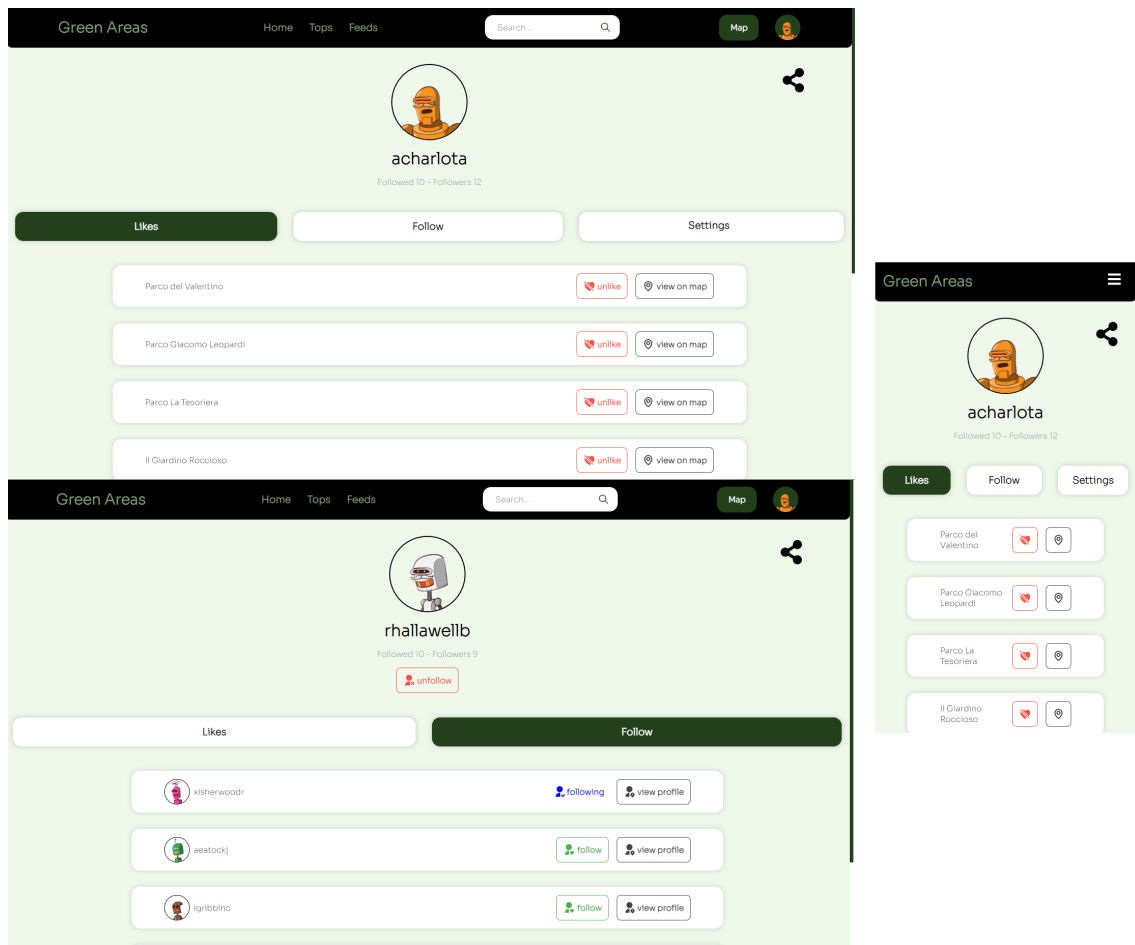 Green Areas Home Tops Feeds Search... Map
acharlota
Followed 10 - Followers 12
Likes Follow Settings
Parco del Valentino unlike view on map
Parco Giacomo Leopardi unlike view on map
Parco La Tesoriera unlike view on map
Il Giardino Roccioso unlike view on map
Green Areas Home Tops Feeds Search... Map
rhallawellb
Followed 10 - Followers 9
unfollow
Likes Follow
xisherwoodr following view profile
aeatockj follow view profile
lgribbinc follow view profile
Green Areas
acharlota
Followed 10 - Followers 12
Likes Follow Settings
Parco del
Valentino
Parco Giacomo
Leopardi
Parco La
Tesoriera
Il Giardino
Roccioso